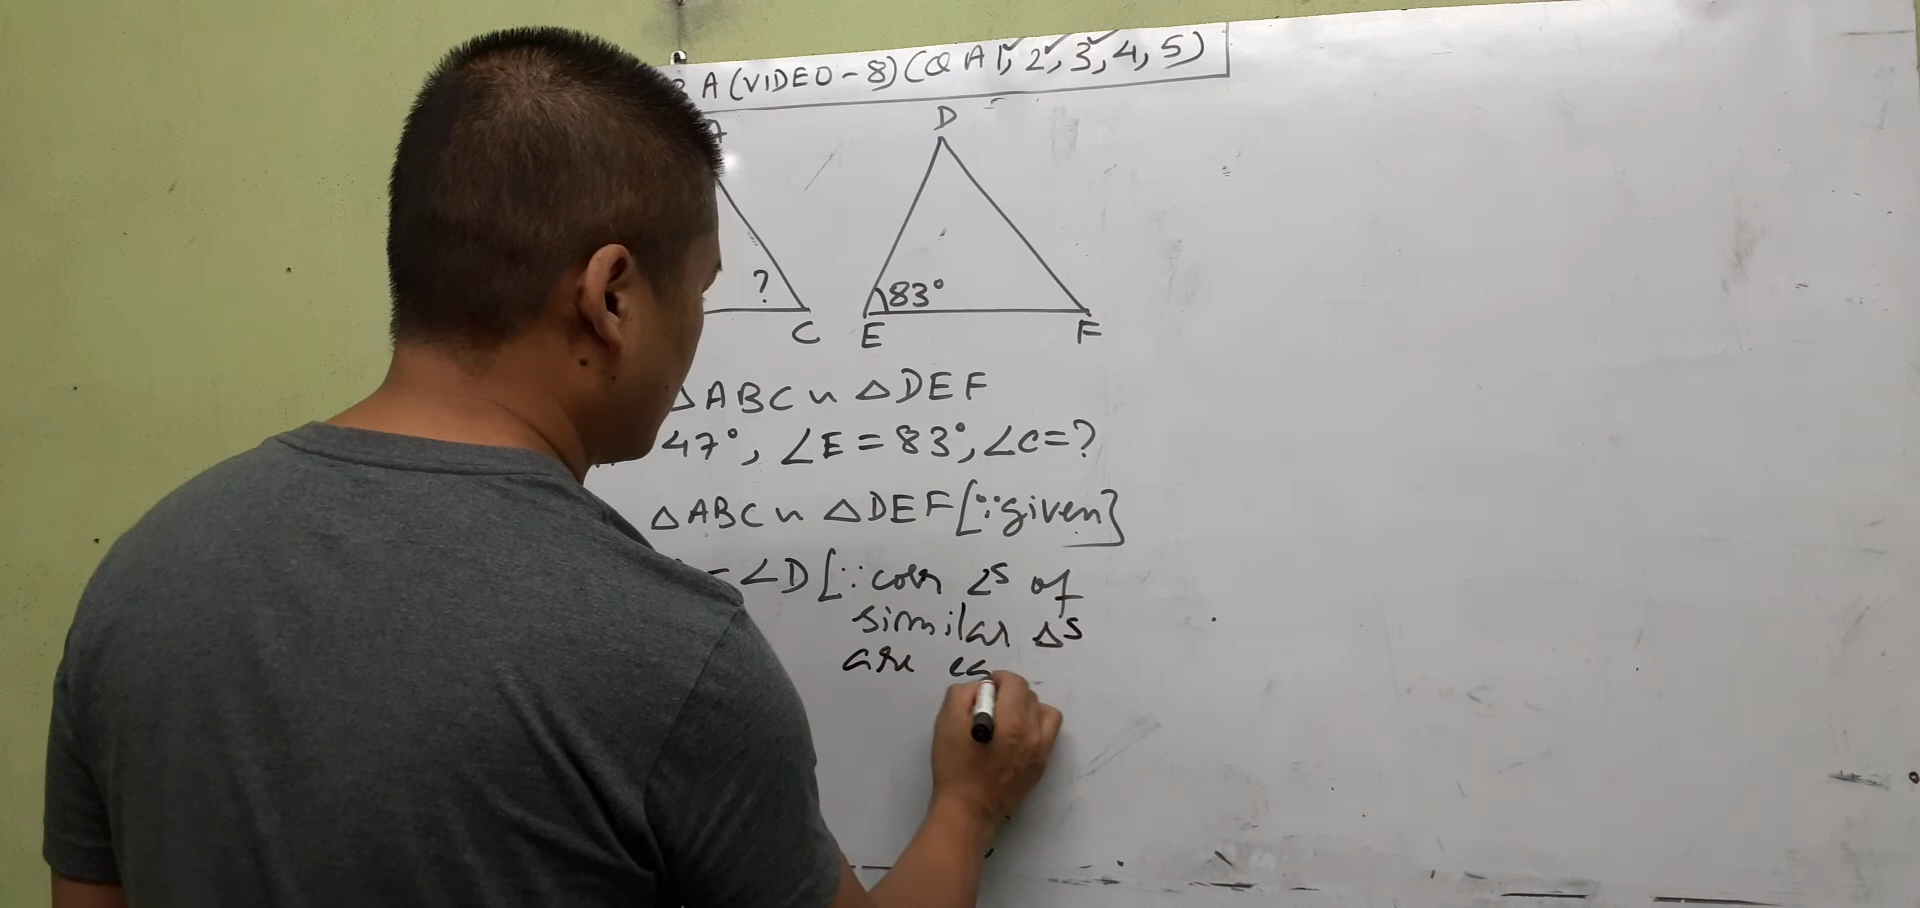 A (VIDEO-8) (Q A 1, 2, 3, 4, 5)
A
D
?
83°
C
E
F
△ABC ∽ △DEF
47°, ∠E = 83°, ∠C = ?
△ABC ∽ △DEF [∵ given]
= ∠D [∵ corr ∠s of
similar △s
are eq